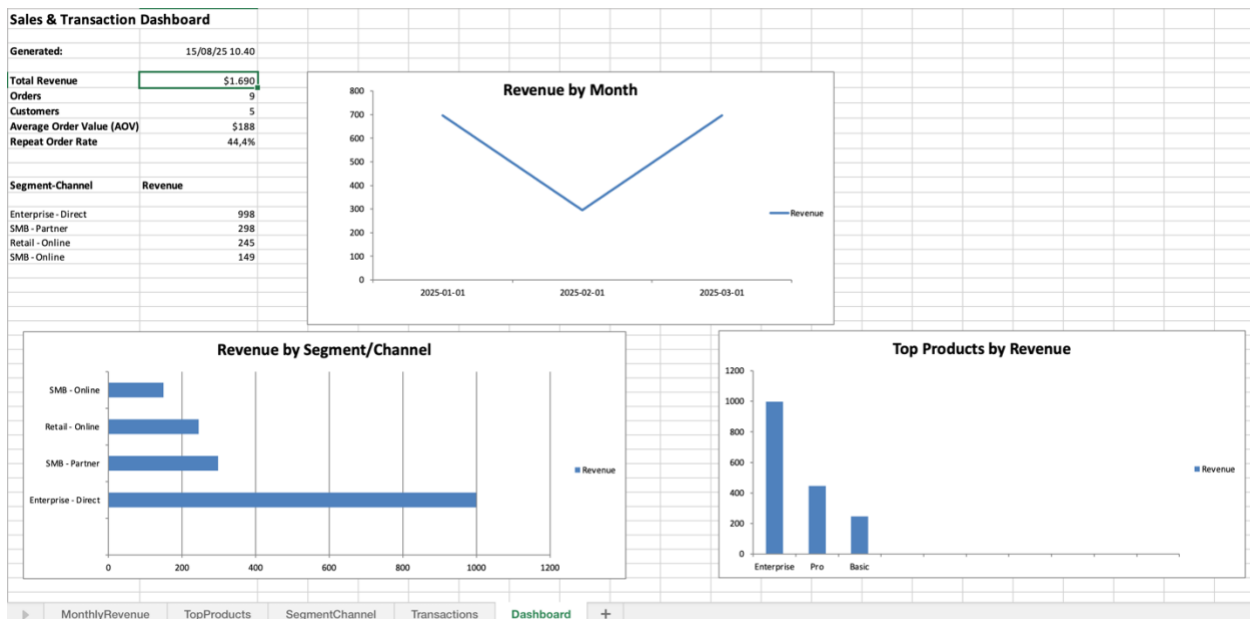 Sales & Transaction Dashboard
Generated: 15/08/25 10.40
Total Revenue $1.690
Orders 9
Customers 5
Average Order Value (AOV) $188
Repeat Order Rate 44,4%
Segment-Channel Revenue
Enterprise - Direct 998
SMB - Partner 298
Retail - Online 245
SMB - Online 149
Revenue by Month
800
700
600
500
400
300
200
100
0
2025-01-01 2025-02-01 2025-03-01
Revenue
Revenue by Segment/Channel
SMB - Online
Retail - Online
SMB - Partner
Enterprise - Direct
0 200 400 600 800 1000 1200
Revenue
Top Products by Revenue
1200
1000
800
600
400
200
0
Enterprise Pro Basic
Revenue
MonthlyRevenue TopProducts SegmentChannel Transactions Dashboard +